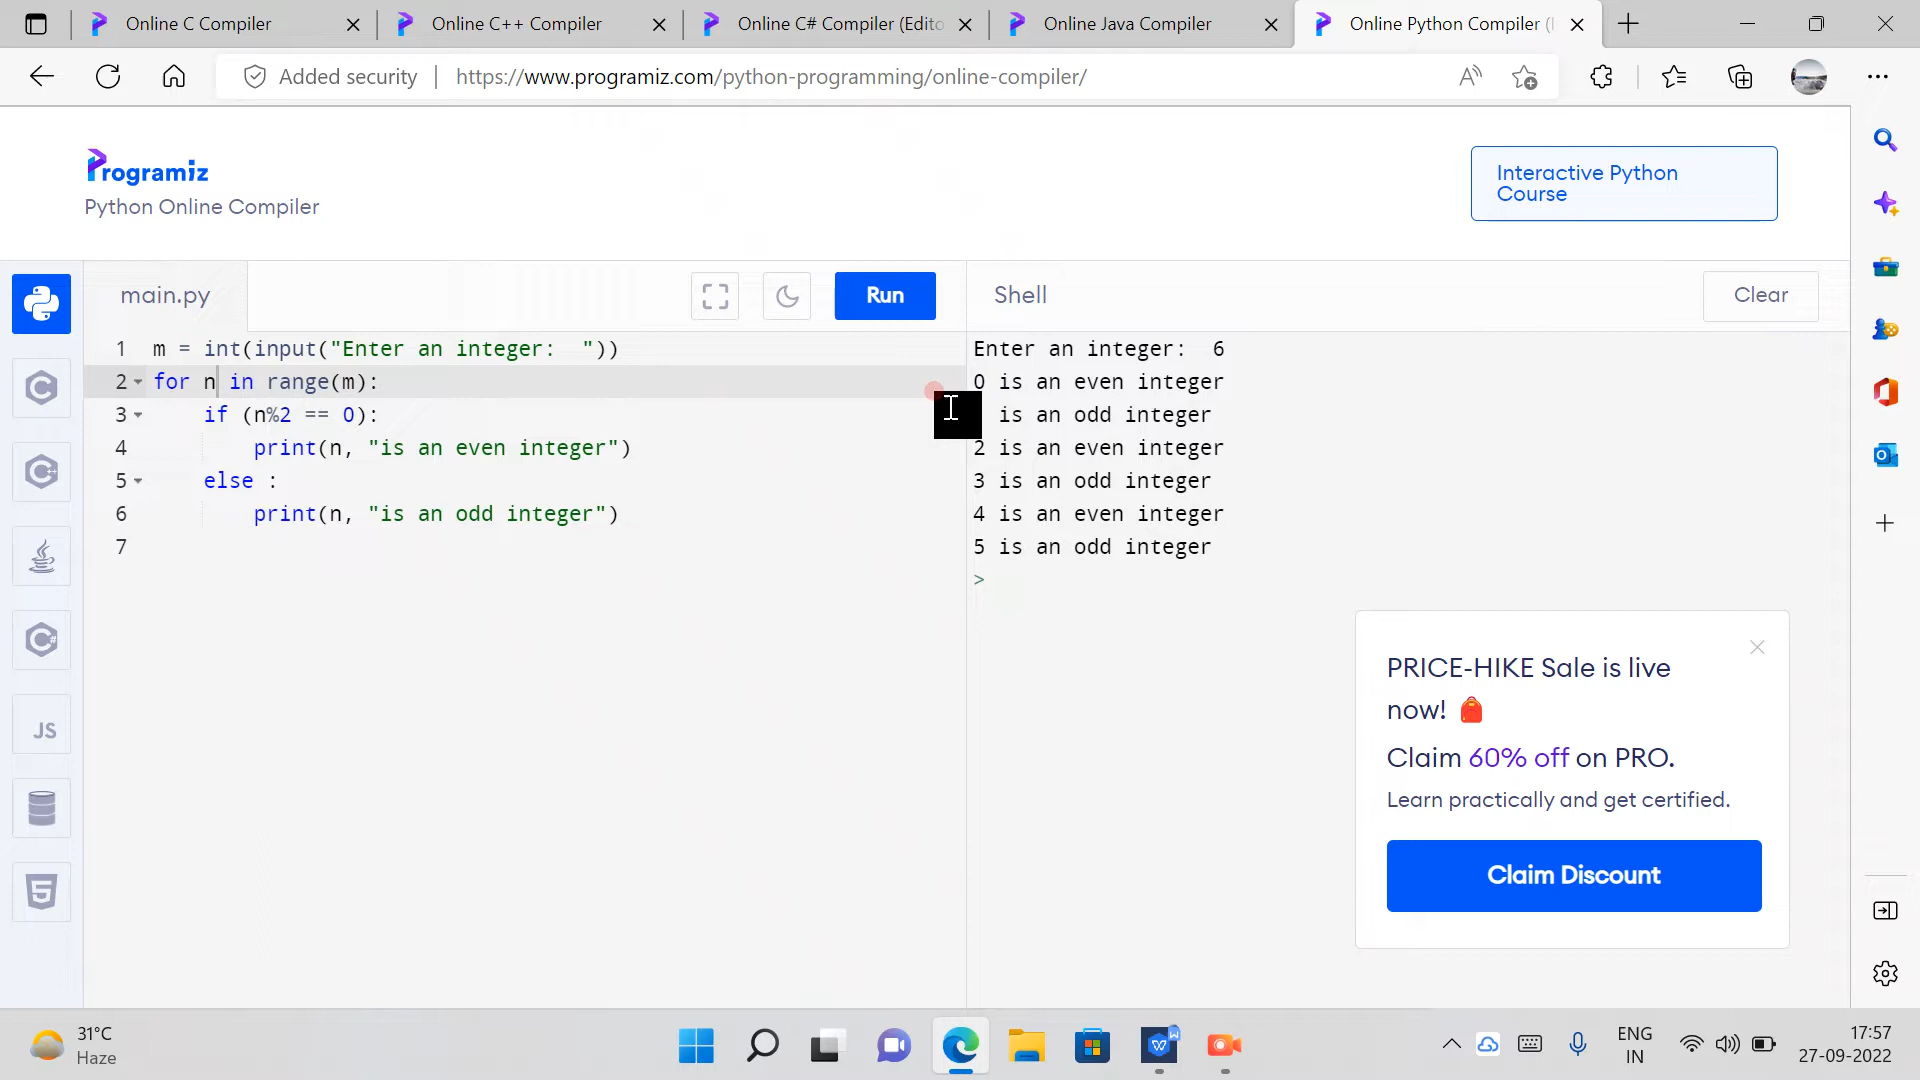 Online C Compiler
Online C++ Compiler
Online C# Compiler (Edito
Online Java Compiler
Online Python Compiler (
Added security
https://www.programiz.com/python-programming/online-compiler/
Programiz
Python Online Compiler
Interactive Python
Course
main.py
Run
Shell
Clear
1 m = int(input("Enter an integer:  "))
2 for n in range(m):
3     if (n%2 == 0):
4         print(n, "is an even integer")
5     else :
6         print(n, "is an odd integer")
7
Enter an integer:  6
0 is an even integer
is an odd integer
2 is an even integer
3 is an odd integer
4 is an even integer
5 is an odd integer
>
JS
PRICE-HIKE Sale is live
now!
Claim 60% off on PRO.
Learn practically and get certified.
Claim Discount
31°C
Haze
ENG
IN
17:57
27-09-2022